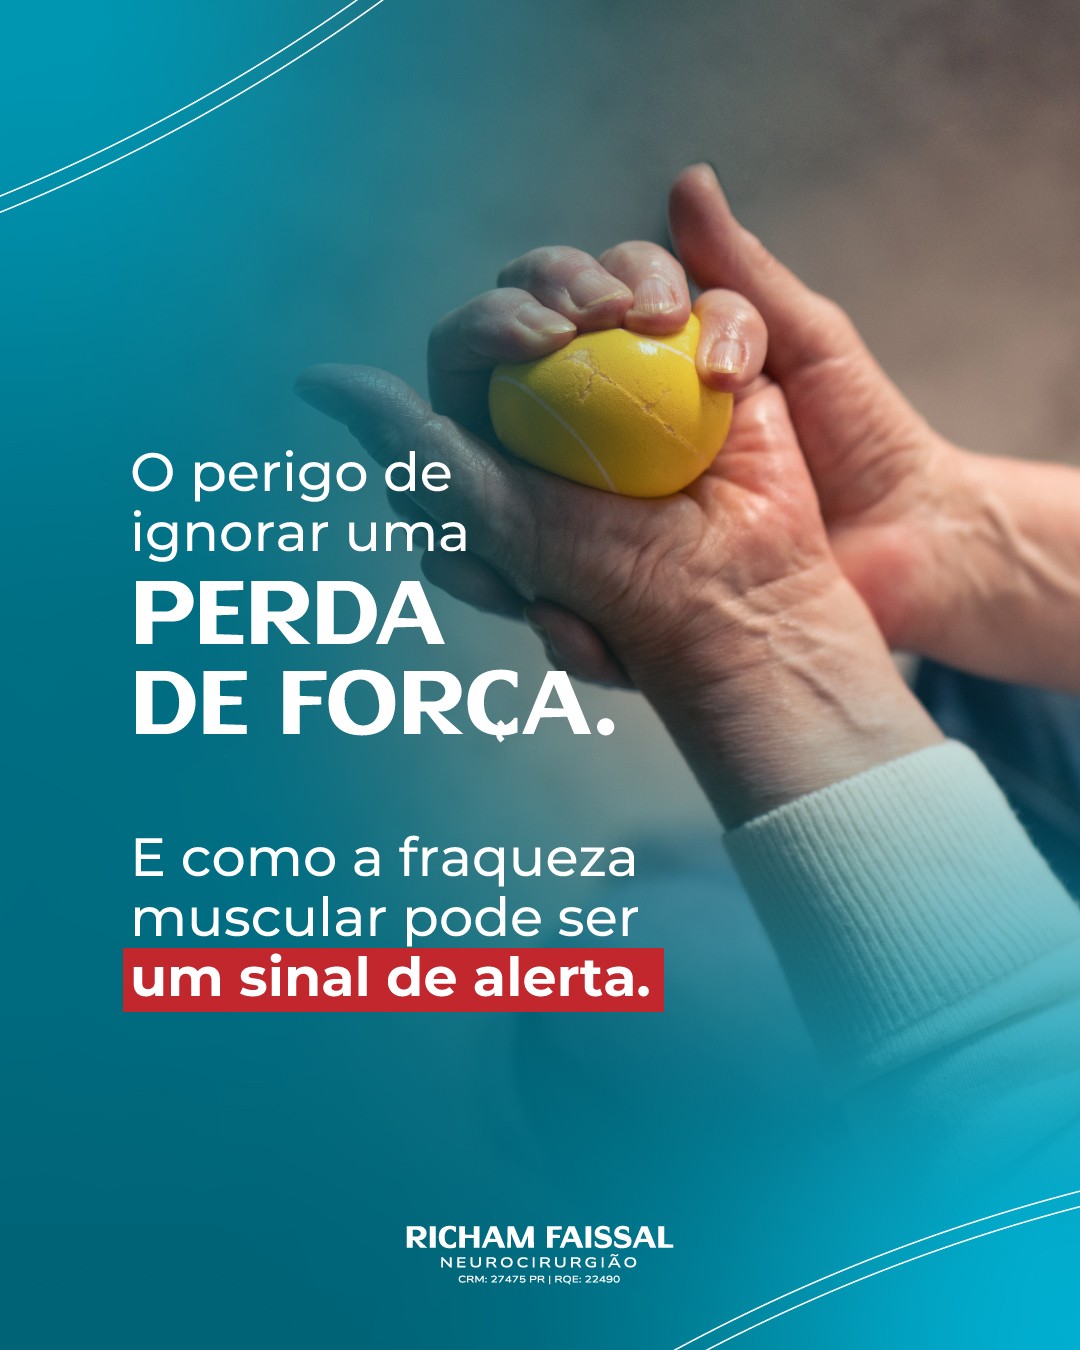 O perigo de
ignorar uma
PERDA
DE FORÇA.
E como a fraqueza
muscular pode ser
um sinal de alerta.
RICHAM FAISSAL
NEUROCIRURGIÃO
CRM: 27475 PR | RQE: 22490